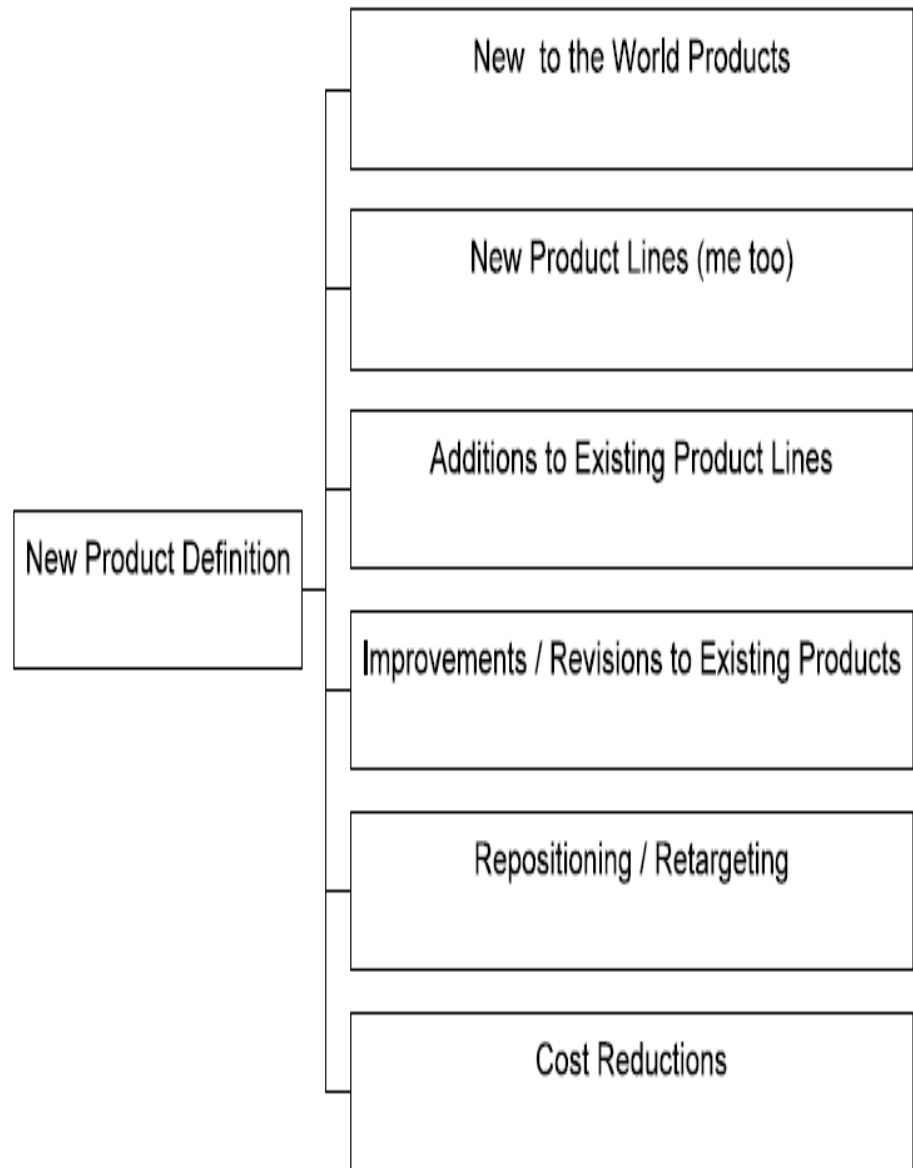 New to the World Products
New Product Lines (me too)
Additions to Existing Product Lines
New Product Definition
Improvements / Revisions to Existing Products
Repositioning / Retargeting
Cost Reductions